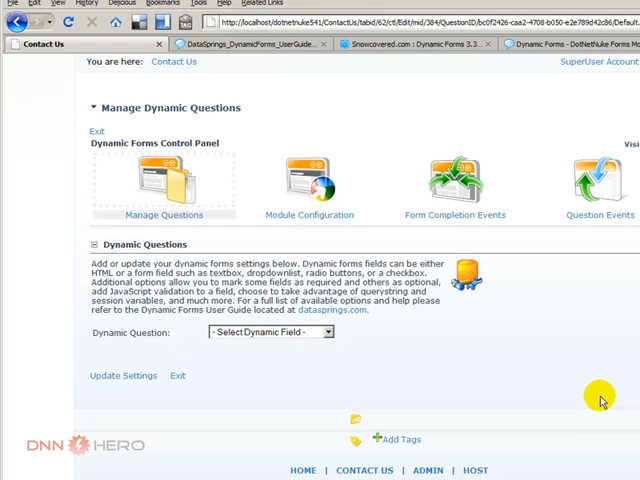 File Edit View History Delicious Bookmarks Tools Help Related Links
http://localhost/dotnetnuke541/ContactUs/tabid/62/ctl/Edit/mid/384/QuestionID/bc0f2426-caa2-4708-b050-e2e789d42c86/Default.
Contact Us
DataSprings_DynamicForms_UserGuide...
Snowcovered.com : Dynamic Forms 3.3...
Dynamic Forms - DotNetNuke Forms Mo
You are here: Contact Us
SuperUser Account
Manage Dynamic Questions
Exit
Dynamic Forms Control Panel
Visi
Manage Questions
Module Configuration
Form Completion Events
Question Events
Dynamic Questions
Add or update your dynamic forms settings below. Dynamic forms fields can be either
HTML or a form field such as textbox, dropdownlist, radio buttons, or a checkbox.
Additional options allow you to mark some fields as required and others as optional,
add JavaScript validation to a field, choose to take advantage of querystring and
session variables, and much more. For a full list of available options and help please
refer to the Dynamic Forms User Guide located at datasprings.com.
Dynamic Question:
- Select Dynamic Field -
Update Settings
Exit
Add Tags
DNN HERO
HOME | CONTACT US | ADMIN | HOST